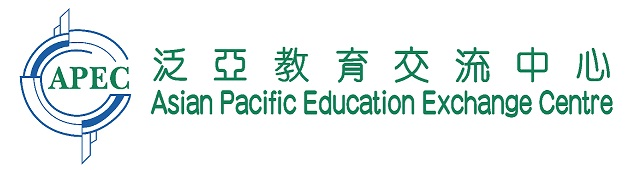 APEC
泛亞教育交流中心
Asian Pacific Education Exchange Centre